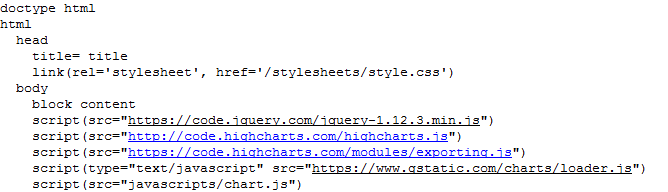 doctype html
html
  head
    title= title
    link(rel='stylesheet', href='/stylesheets/style.css')
  body
    block content
    script(src="https://code.jquery.com/jquery-1.12.3.min.js")
    script(src="http://code.highcharts.com/highcharts.js")
    script(src="https://code.highcharts.com/modules/exporting.js")
    script(type="text/javascript" src="https://www.gstatic.com/charts/loader.js")
    script(src="javascripts/chart.js")